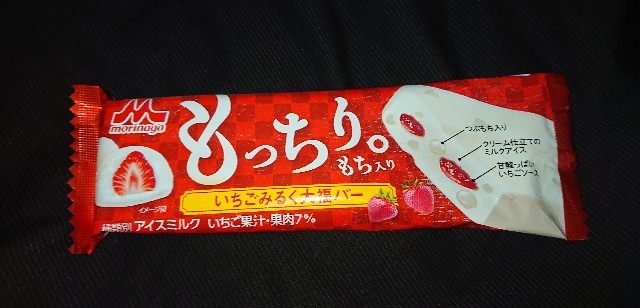 morinaga
もっちり。
もち入り
いちごみるく大福バー
イメージ図
種類別 アイスミルク いちご果汁・果肉7%
つぶもち入り
クリーム仕立ての
ミルクアイス
甘酸っぱい
いちごソース